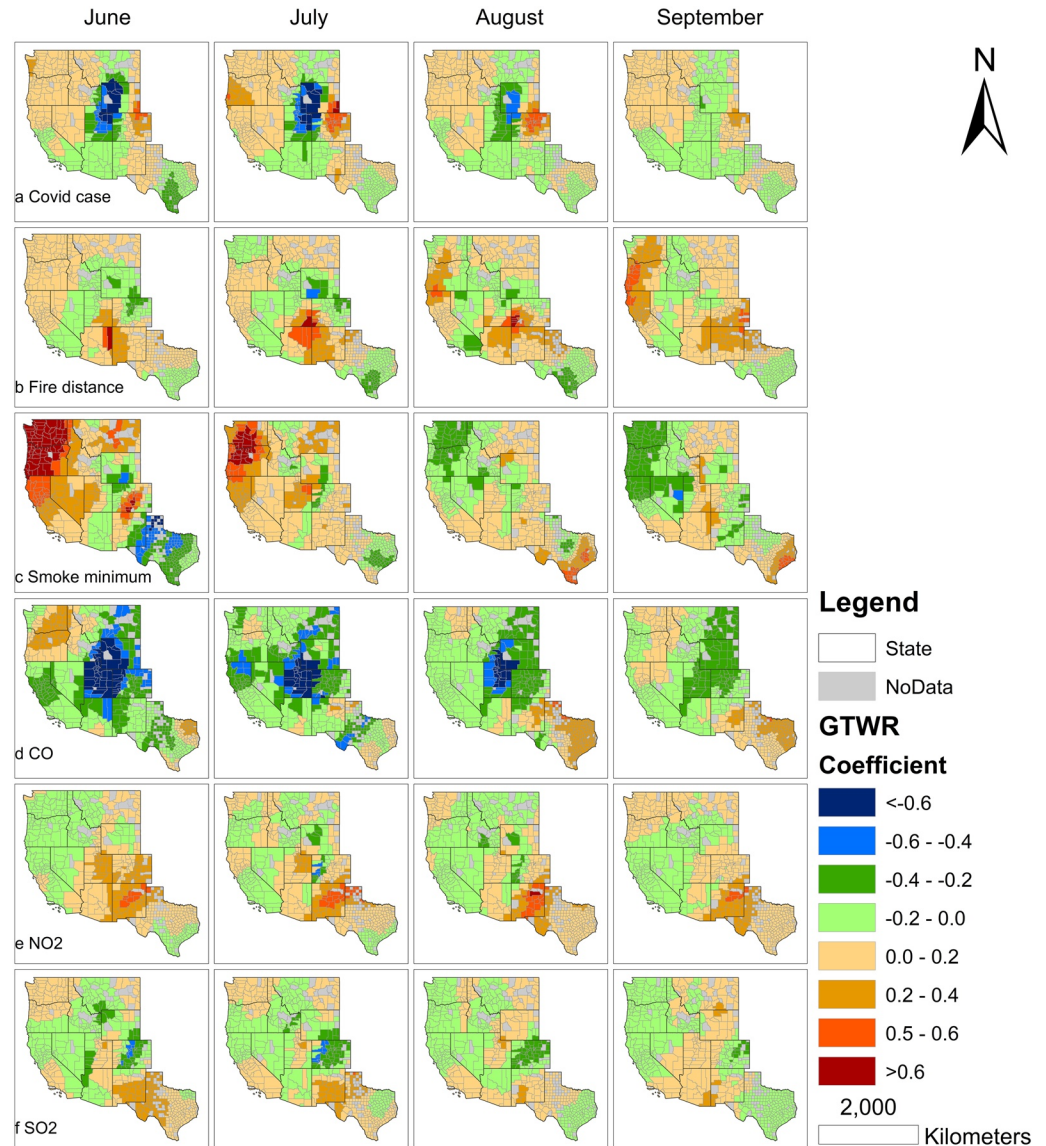 June
July
August
September
N
a Covid case
b Fire distance
c Smoke minimum
d CO
e NO2
f SO2
Legend
State
NoData
GTWR
Coefficient
<-0.6
-0.6 - -0.4
-0.4 - -0.2
-0.2 - 0.0
0.0 - 0.2
0.2 - 0.4
0.5 - 0.6
>0.6
2,000
Kilometers